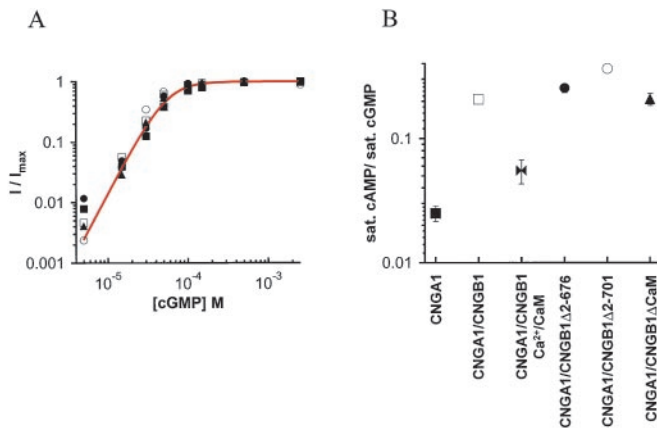 A
B
I / Imax
1
0.1
0.01
0.001
10⁻⁵
10⁻⁴
10⁻³
[cGMP] M
sat. cAMP/ sat. cGMP
0.1
0.01
CNGA1
CNGA1/CNGB1
CNGA1/CNGB1
Ca²⁺/CaM
CNGA1/CNGB1Δ2-676
CNGA1/CNGB1Δ2-701
CNGA1/CNGB1ΔCaM